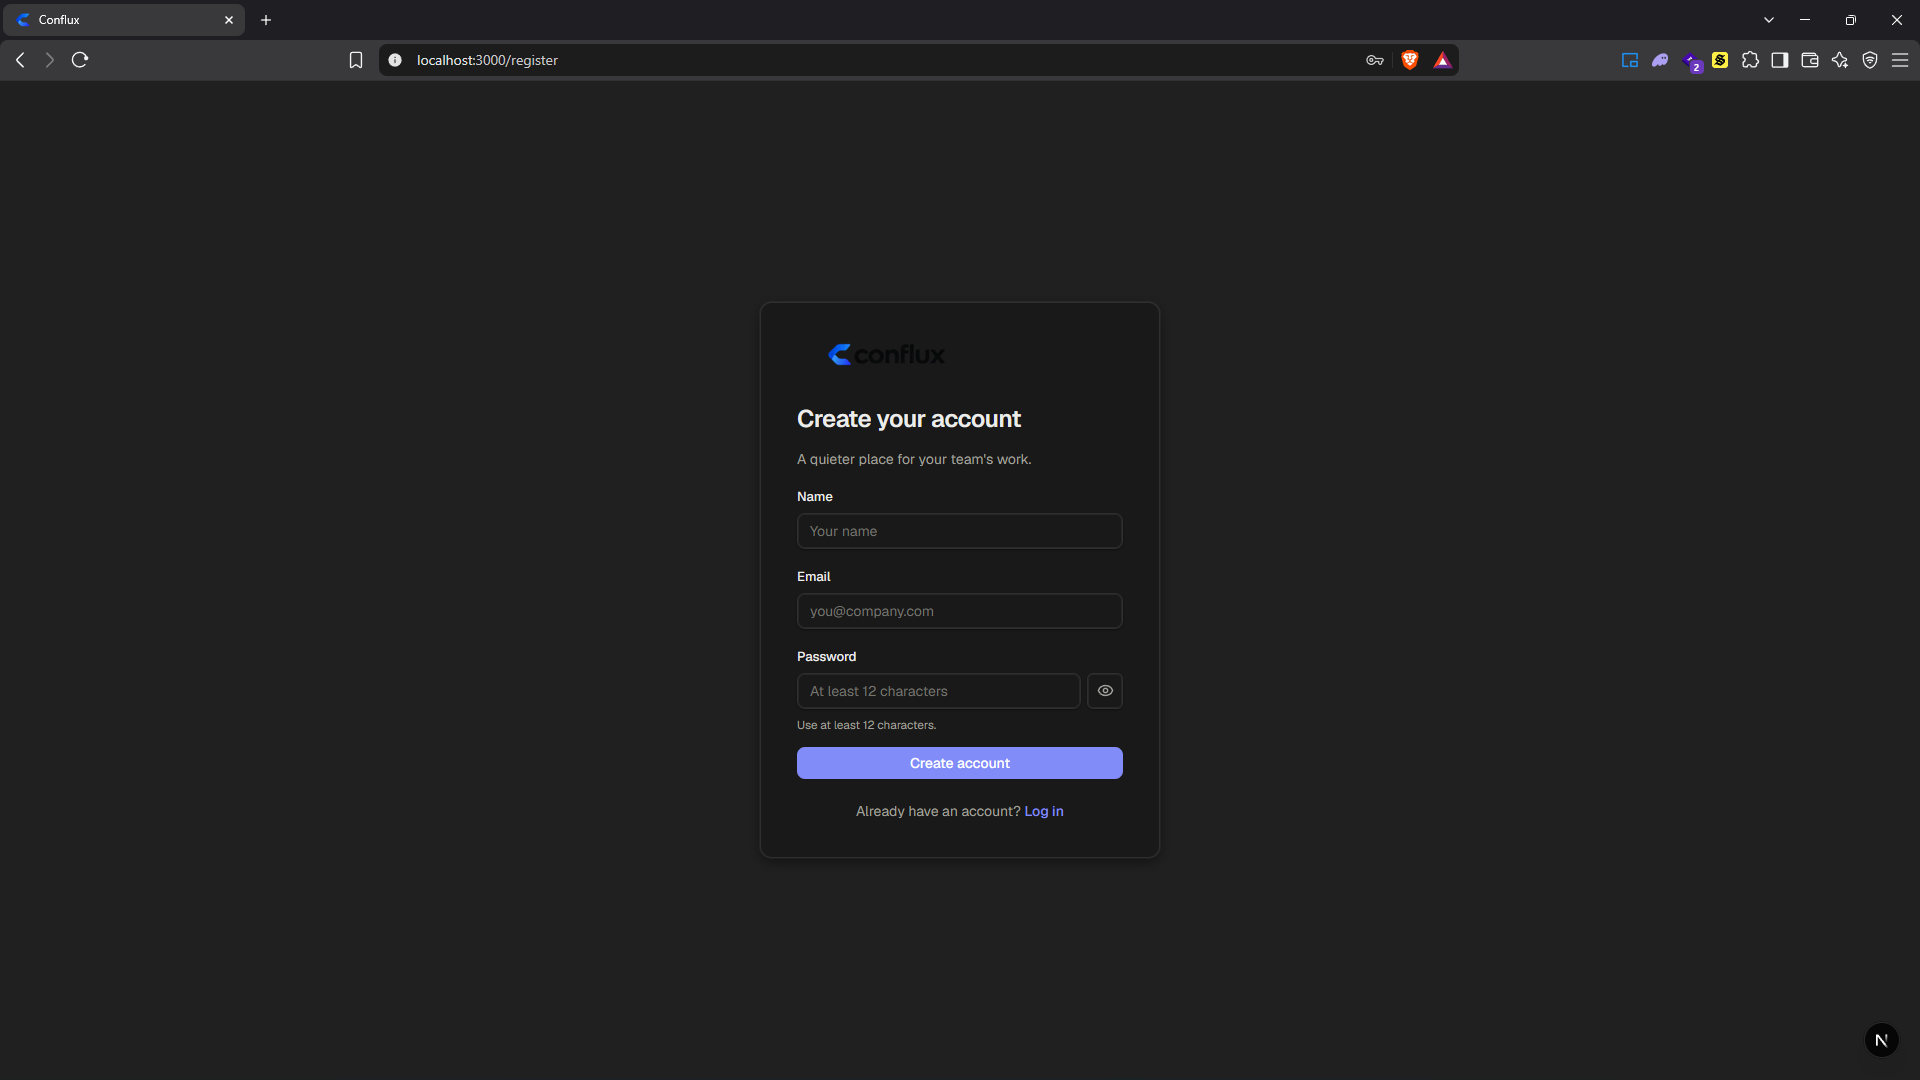 Conflux
localhost:3000/register
2
conflux
Create your account
A quieter place for your team's work.
Name
Your name
Email
you@company.com
Password
At least 12 characters
Use at least 12 characters.
Create account
Already have an account? Log in
N